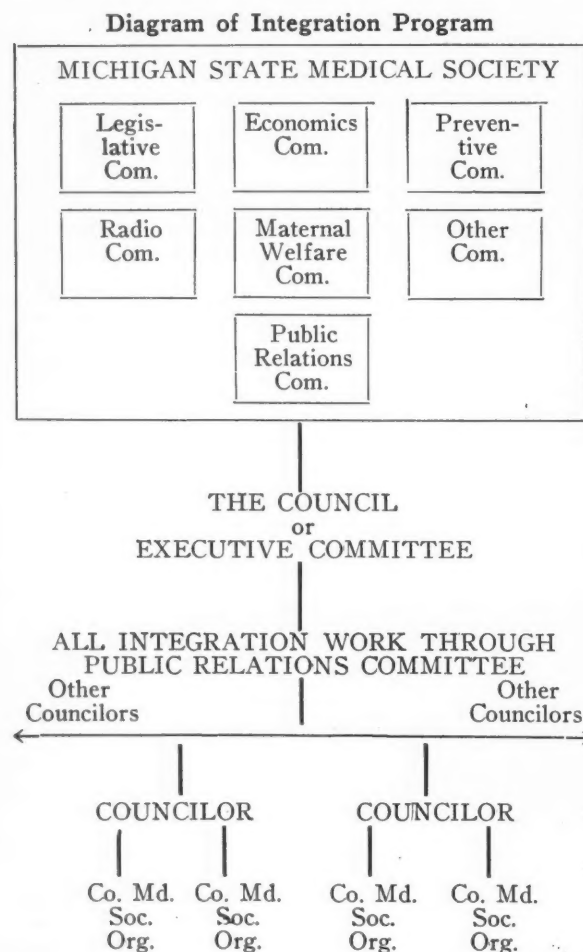 Diagram of Integration Program
MICHIGAN STATE MEDICAL SOCIETY
Legis-
lative
Com.
Economics
Com.
Preven-
tive
Com.
Radio
Com.
Maternal
Welfare
Com.
Other
Com.
Public
Relations
Com.
THE COUNCIL
or
EXECUTIVE COMMITTEE
ALL INTEGRATION WORK THROUGH
PUBLIC RELATIONS COMMITTEE
Other
Councilors
Other
Councilors
COUNCILOR
COUNCILOR
Co. Md.
Soc.
Org.
Co. Md.
Soc.
Org.
Co. Md.
Soc.
Org.
Co. Md.
Soc.
Org.